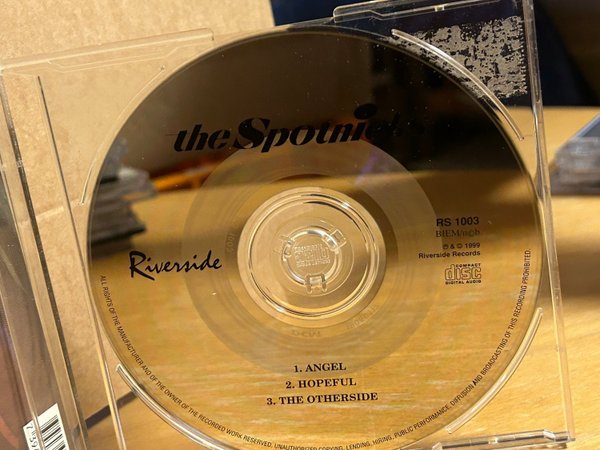 the Spotnicks
RS 1003
BIEM/n©b.
℗ & © 1999
Riverside Records
Riverside
COMPACT
disc
DIGITAL AUDIO
1. ANGEL
2. HOPEFUL
3. THE OTHERSIDE
ALL RIGHTS OF THE MANUFACTURER AND OF THE OWNER OF THE RECORDED WORK RESERVED. UNAUTHORIZED COPYING, LENDING, HIRING, PUBLIC PERFORMANCE, DIFFUSION AND BROADCASTING OF THIS RECORDING PROHIBITED.